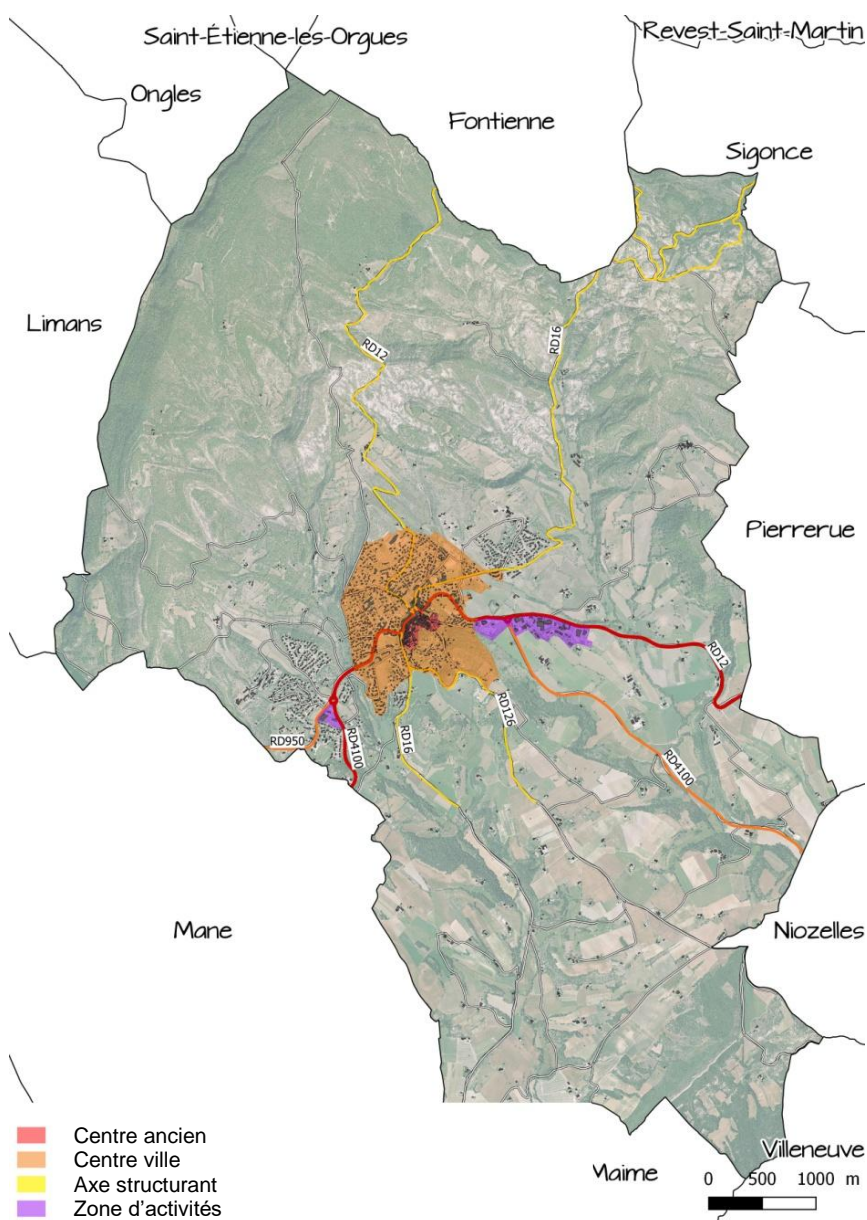 Saint-Étienne-les-Orgues
Revest-Saint-Martin
Ongles
Fontienne
Sigonce
Limans
RD12
RD16
Pierrerue
RD12
RD126
RD950
RD4100
RD16
RD4100
Mane
Niozelles
Centre ancien
Centre ville
Axe structurant
Zone d’activités
Villeneuve
Maime
0 500 1000 m